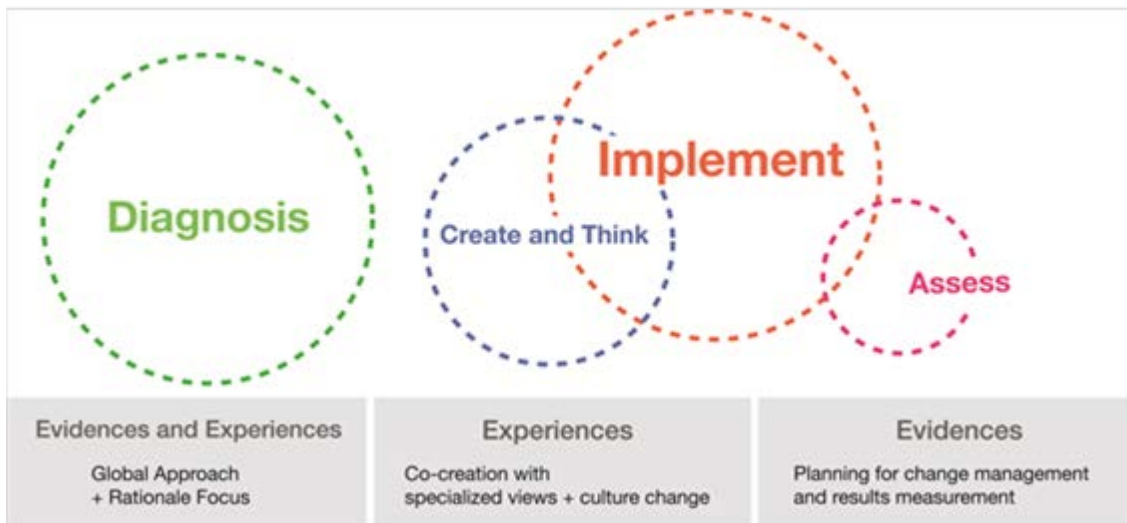 Diagnosis
Create and Think
Implement
Assess
Evidences and Experiences
Global Approach
+ Rationale Focus
Experiences
Co-creation with
specialized views + culture change
Evidences
Planning for change management
and results measurement